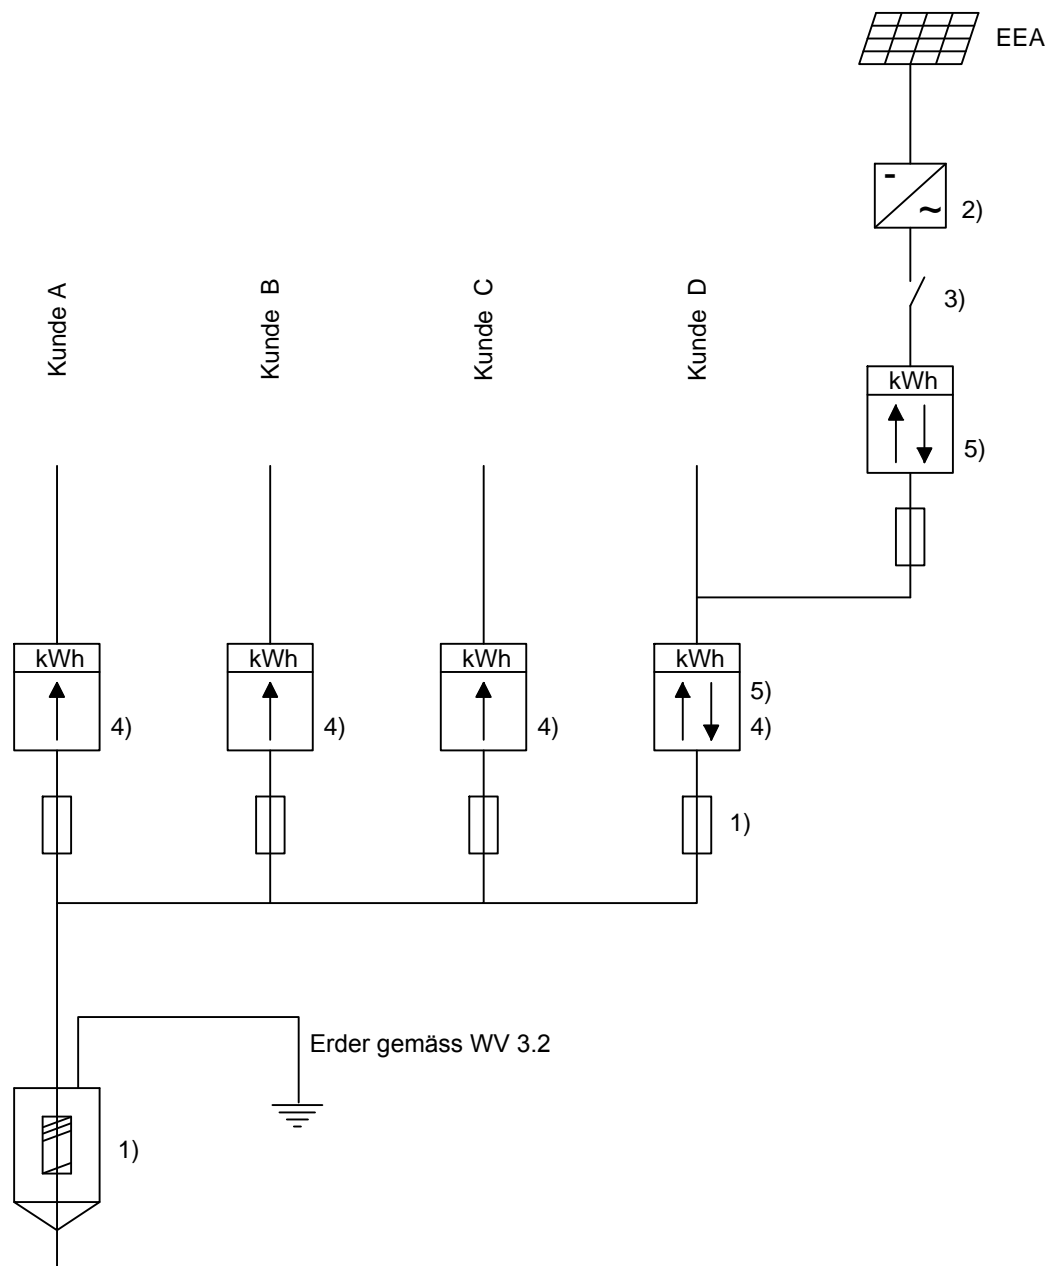 EEA
-
~
2)
3)
Kunde A
Kunde B
Kunde C
Kunde D
kWh
5)
kWh
kWh
kWh
kWh
4)
4)
4)
5)
4)
1)
Erder gemäss WV 3.2
1)